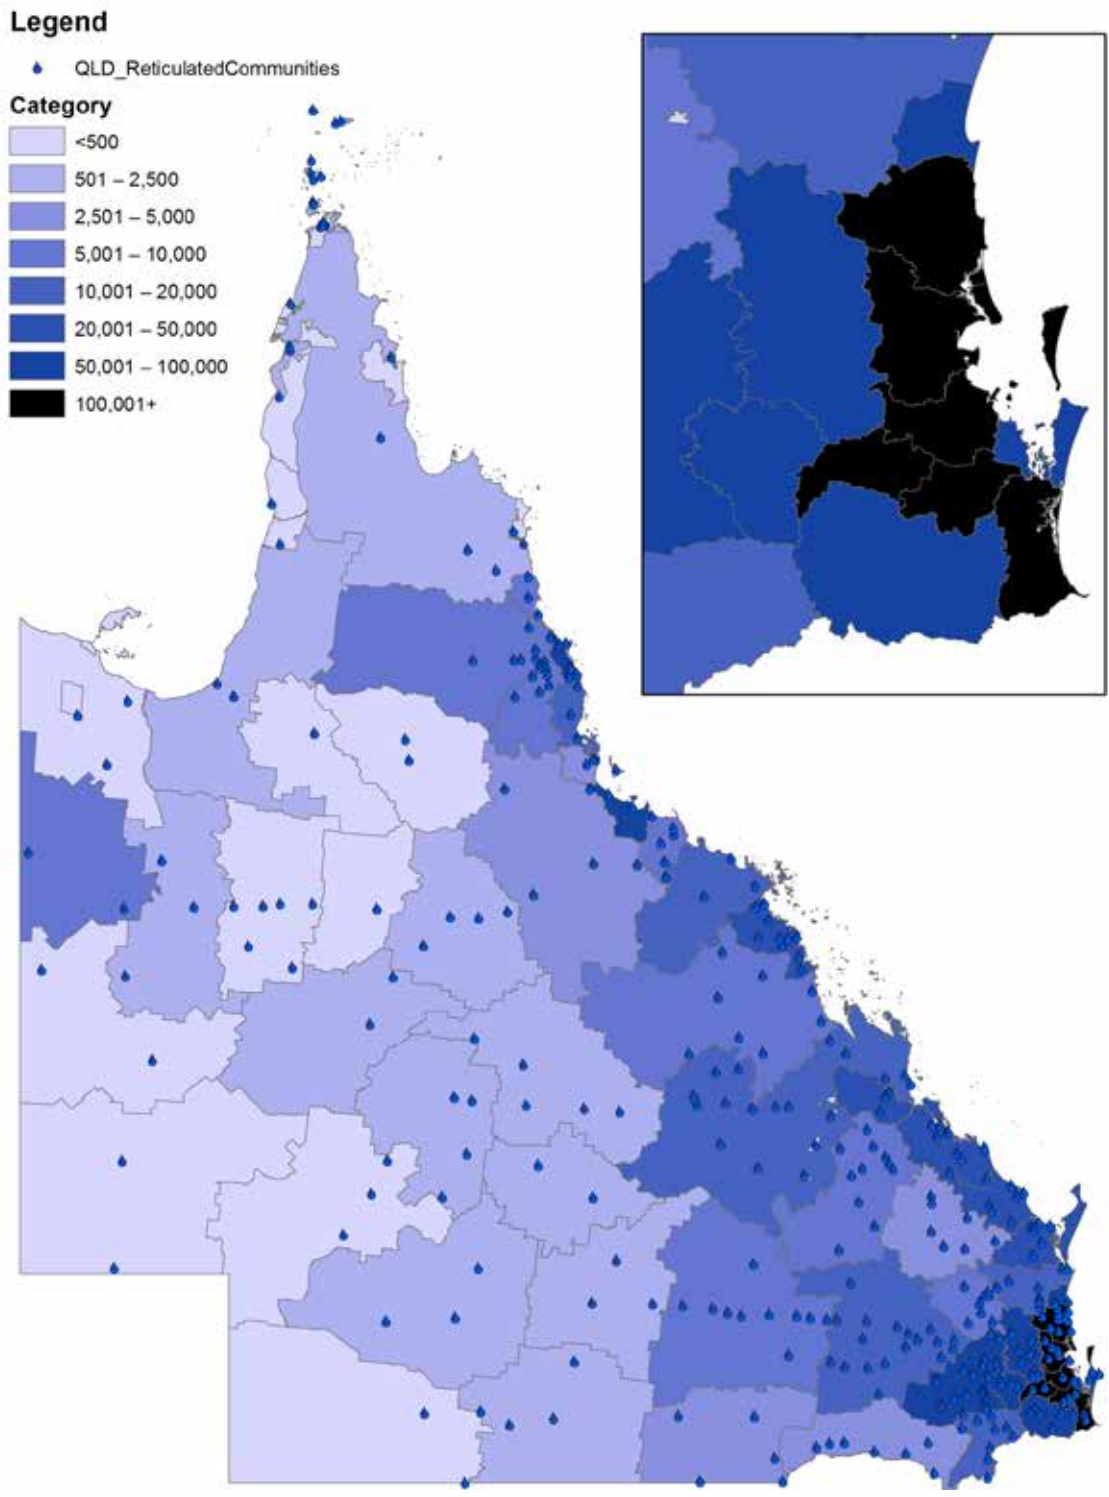 Legend
QLD_ReticulatedCommunities
Category
<500
501 – 2,500
2,501 – 5,000
5,001 – 10,000
10,001 – 20,000
20,001 – 50,000
50,001 – 100,000
100,001+